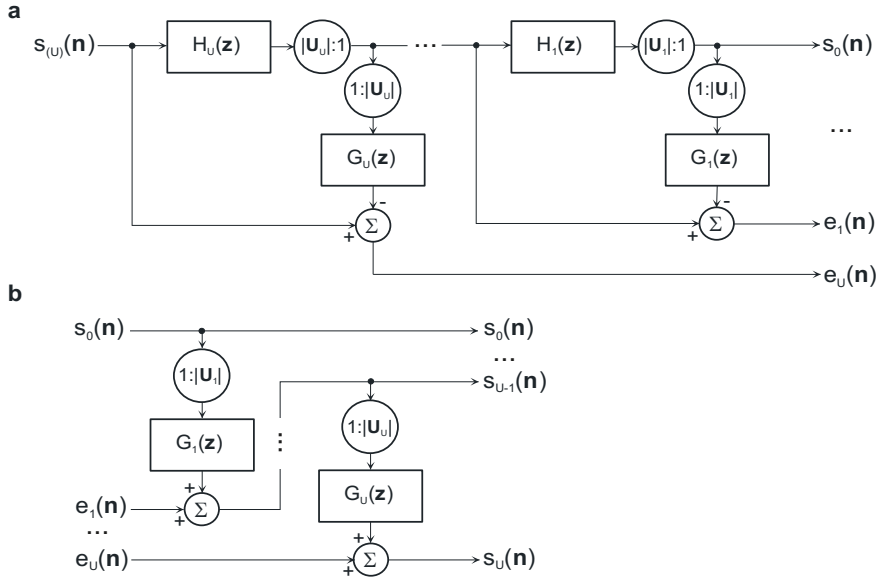 a
s(U)(n) HU(z) |UU|:1 ... H1(z) |U1|:1 s0(n)
1:|UU| 1:|U1|
...
GU(z) G1(z)
- -
Σ Σ e1(n)
+ +
eU(n)
b
s0(n) s0(n)
...
1:|U1| sU-1(n)
1:|UU|
G1(z) ...
GU(z)
+
e1(n) Σ
+
... +
eU(n) Σ sU(n)
+